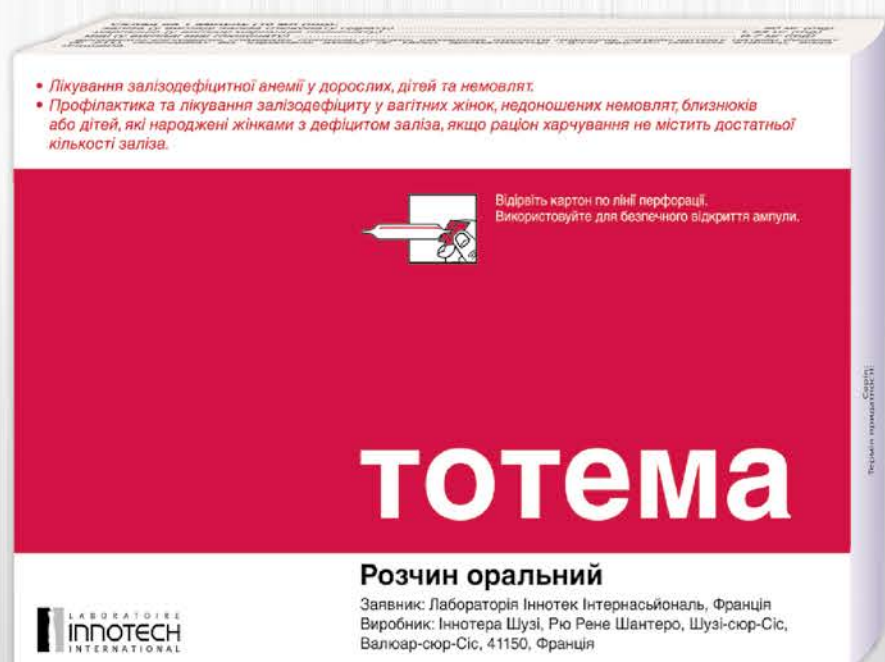 • Лікування залізодефіцитної анемії у дорослих, дітей та немовлят.
• Профілактика та лікування залізодефіциту у вагітних жінок, недоношених немовлят, близнюків
або дітей, які народжені жінками з дефіцитом заліза, якщо раціон харчування не містить достатньої
кількості заліза.
Відірвіть картон по лінії перфорації.
Використовуйте для безпечного відкриття ампули.
тотема
Розчин оральний
Заявник: Лабораторія Іннотек Інтернасьйональ, Франція
Виробник: Іннотера Шузі, Рю Рене Шантеро, Шузі-сюр-Сіс,
Валюар-сюр-Сіс, 41150, Франція
LABORATOIRE
INNOTECH
INTERNATIONAL
Серія:
Термін придатності: